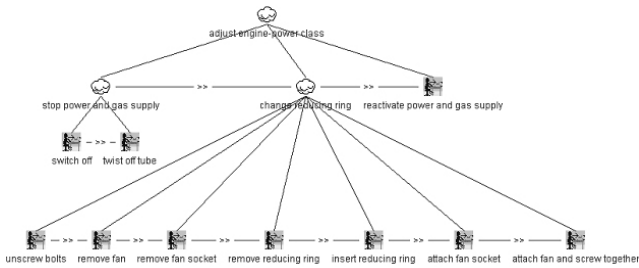 adjust engine-power class
>> >>
stop power and gas supply change reducing ring reactivate power and gas supply
>>
switch off twist off tube
>> >> >> >> >> >>
unscrew bolts remove fan remove fan socket remove reducing ring insert reducing ring attach fan socket attach fan and screw together